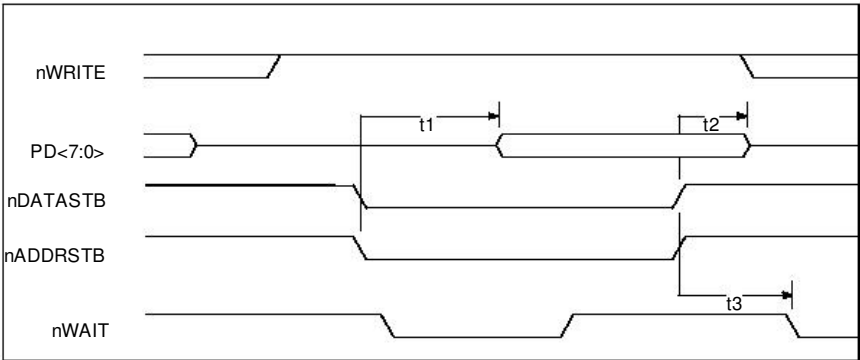 nWRITE
t1
t2
PD<7:0>
nDATASTB
nADDRSTB
t3
nWAIT